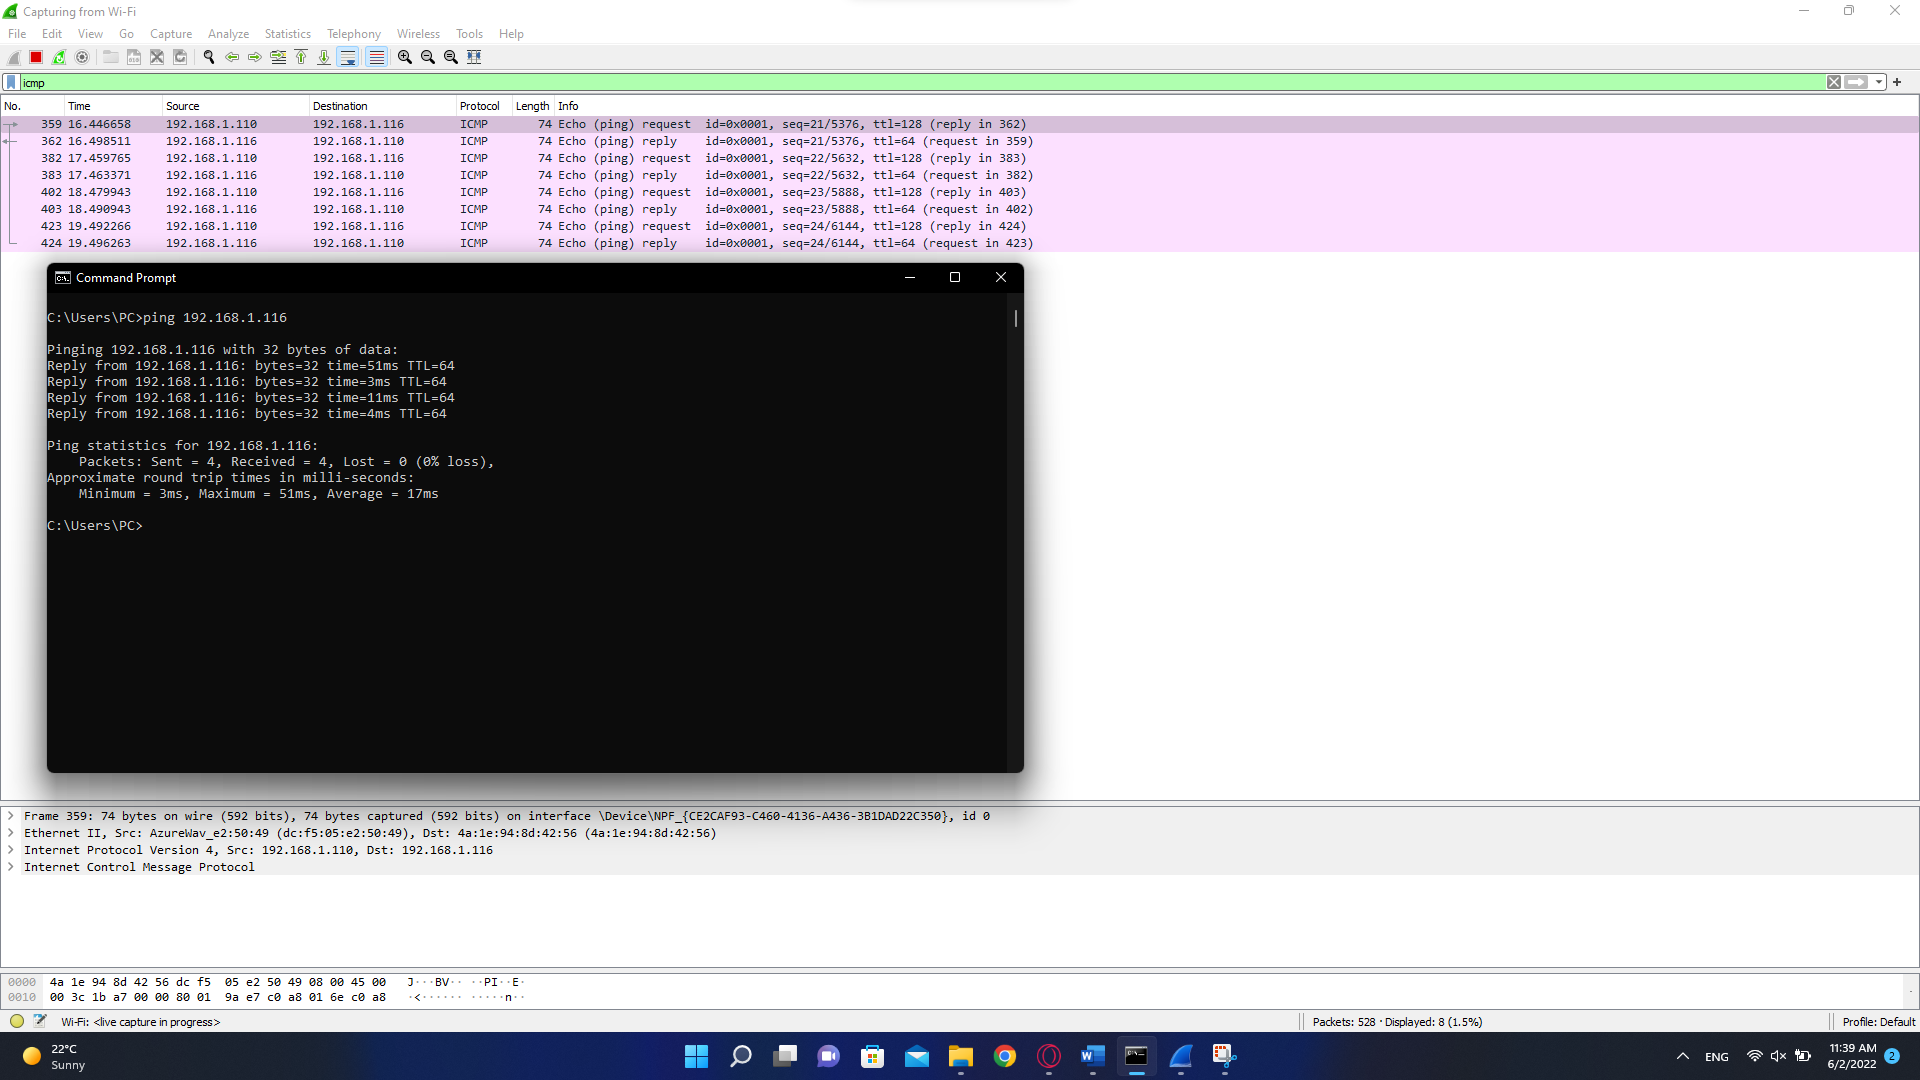 Capturing from Wi-Fi
File Edit View Go Capture Analyze Statistics Telephony Wireless Tools Help
icmp
No. Time Source Destination Protocol Length Info
359 16.446658 192.168.1.110 192.168.1.116 ICMP 74 Echo (ping) request id=0x0001, seq=21/5376, ttl=128 (reply in 362)
362 16.498511 192.168.1.116 192.168.1.110 ICMP 74 Echo (ping) reply id=0x0001, seq=21/5376, ttl=64 (request in 359)
382 17.459765 192.168.1.110 192.168.1.116 ICMP 74 Echo (ping) request id=0x0001, seq=22/5632, ttl=128 (reply in 383)
383 17.463371 192.168.1.116 192.168.1.110 ICMP 74 Echo (ping) reply id=0x0001, seq=22/5632, ttl=64 (request in 382)
402 18.479943 192.168.1.110 192.168.1.116 ICMP 74 Echo (ping) request id=0x0001, seq=23/5888, ttl=128 (reply in 403)
403 18.490943 192.168.1.116 192.168.1.110 ICMP 74 Echo (ping) reply id=0x0001, seq=23/5888, ttl=64 (request in 402)
423 19.492266 192.168.1.110 192.168.1.116 ICMP 74 Echo (ping) request id=0x0001, seq=24/6144, ttl=128 (reply in 424)
424 19.496263 192.168.1.116 192.168.1.110 ICMP 74 Echo (ping) reply id=0x0001, seq=24/6144, ttl=64 (request in 423)
Command Prompt
C:\Users\PC>ping 192.168.1.116
Pinging 192.168.1.116 with 32 bytes of data:
Reply from 192.168.1.116: bytes=32 time=51ms TTL=64
Reply from 192.168.1.116: bytes=32 time=3ms TTL=64
Reply from 192.168.1.116: bytes=32 time=11ms TTL=64
Reply from 192.168.1.116: bytes=32 time=4ms TTL=64
Ping statistics for 192.168.1.116:
Packets: Sent = 4, Received = 4, Lost = 0 (0% loss),
Approximate round trip times in milli-seconds:
Minimum = 3ms, Maximum = 51ms, Average = 17ms
C:\Users\PC>
Frame 359: 74 bytes on wire (592 bits), 74 bytes captured (592 bits) on interface \Device\NPF_{CE2CAF93-C460-4136-A436-3B1DAD22C350}, id 0
Ethernet II, Src: AzureWav_e2:50:49 (dc:f5:05:e2:50:49), Dst: 4a:1e:94:8d:42:56 (4a:1e:94:8d:42:56)
Internet Protocol Version 4, Src: 192.168.1.110, Dst: 192.168.1.116
Internet Control Message Protocol
0000 4a 1e 94 8d 42 56 dc f5 05 e2 50 49 08 00 45 00 J···BV·· ··PI··E·
0010 00 3c 1b a7 00 00 80 01 9a e7 c0 a8 01 6e c0 a8 ·<······ ·····n··
Wi-Fi: <live capture in progress>
Packets: 528 · Displayed: 8 (1.5%)
Profile: Default
22°C
Sunny
ENG
11:39 AM
6/2/2022
2